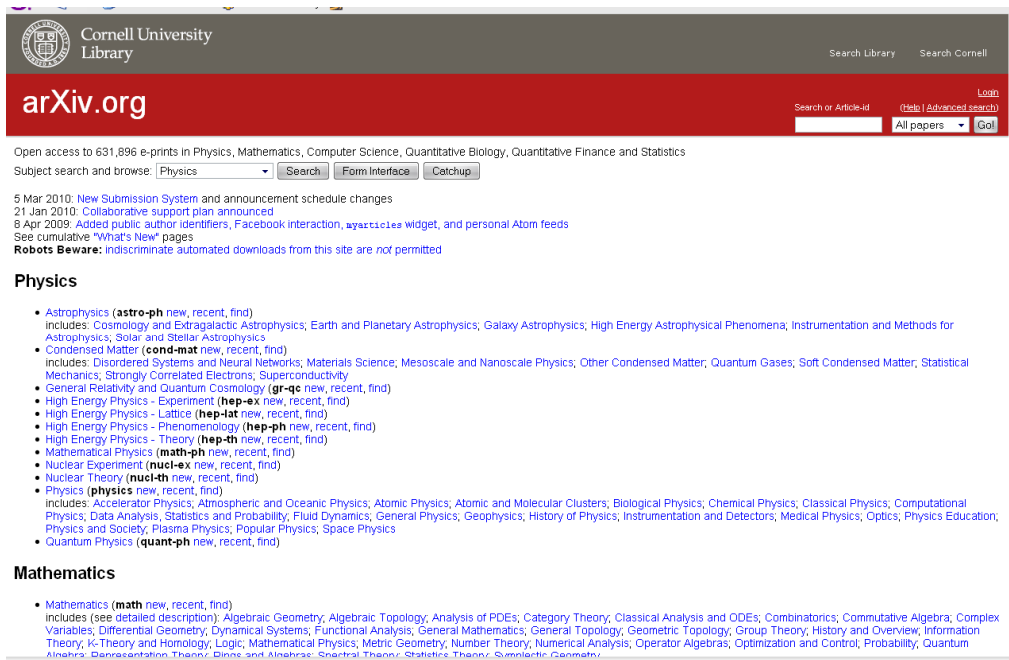 Cornell University
Library
Search Library Search Cornell
arXiv.org
Login
Search or Article-id (Help | Advanced search)
All papers Go!
Open access to 631,896 e-prints in Physics, Mathematics, Computer Science, Quantitative Biology, Quantitative Finance and Statistics
Subject search and browse: Physics Search Form Interface Catchup
5 Mar 2010: New Submission System and announcement schedule changes
21 Jan 2010: Collaborative support plan announced
8 Apr 2009: Added public author identifiers, Facebook interaction, myarticles widget, and personal Atom feeds
See cumulative "What's New" pages
Robots Beware: indiscriminate automated downloads from this site are not permitted
Physics
• Astrophysics (astro-ph new, recent, find)
includes: Cosmology and Extragalactic Astrophysics; Earth and Planetary Astrophysics; Galaxy Astrophysics; High Energy Astrophysical Phenomena; Instrumentation and Methods for
Astrophysics; Solar and Stellar Astrophysics
• Condensed Matter (cond-mat new, recent, find)
includes: Disordered Systems and Neural Networks; Materials Science; Mesoscale and Nanoscale Physics; Other Condensed Matter; Quantum Gases; Soft Condensed Matter; Statistical
Mechanics; Strongly Correlated Electrons; Superconductivity
• General Relativity and Quantum Cosmology (gr-qc new, recent, find)
• High Energy Physics - Experiment (hep-ex new, recent, find)
• High Energy Physics - Lattice (hep-lat new, recent, find)
• High Energy Physics - Phenomenology (hep-ph new, recent, find)
• High Energy Physics - Theory (hep-th new, recent, find)
• Mathematical Physics (math-ph new, recent, find)
• Nuclear Experiment (nucl-ex new, recent, find)
• Nuclear Theory (nucl-th new, recent, find)
• Physics (physics new, recent, find)
includes: Accelerator Physics; Atmospheric and Oceanic Physics; Atomic Physics; Atomic and Molecular Clusters; Biological Physics; Chemical Physics; Classical Physics; Computational
Physics; Data Analysis, Statistics and Probability; Fluid Dynamics; General Physics; Geophysics; History of Physics; Instrumentation and Detectors; Medical Physics; Optics; Physics Education;
Physics and Society; Plasma Physics; Popular Physics; Space Physics
• Quantum Physics (quant-ph new, recent, find)
Mathematics
• Mathematics (math new, recent, find)
includes (see detailed description): Algebraic Geometry; Algebraic Topology; Analysis of PDEs; Category Theory; Classical Analysis and ODEs; Combinatorics; Commutative Algebra; Complex
Variables; Differential Geometry; Dynamical Systems; Functional Analysis; General Mathematics; General Topology; Geometric Topology; Group Theory; History and Overview; Information
Theory; K-Theory and Homology; Logic; Mathematical Physics; Metric Geometry; Number Theory; Numerical Analysis; Operator Algebras; Optimization and Control; Probability; Quantum
Algebra; Representation Theory; Rings and Algebras; Spectral Theory; Statistics Theory; Symplectic Geometry